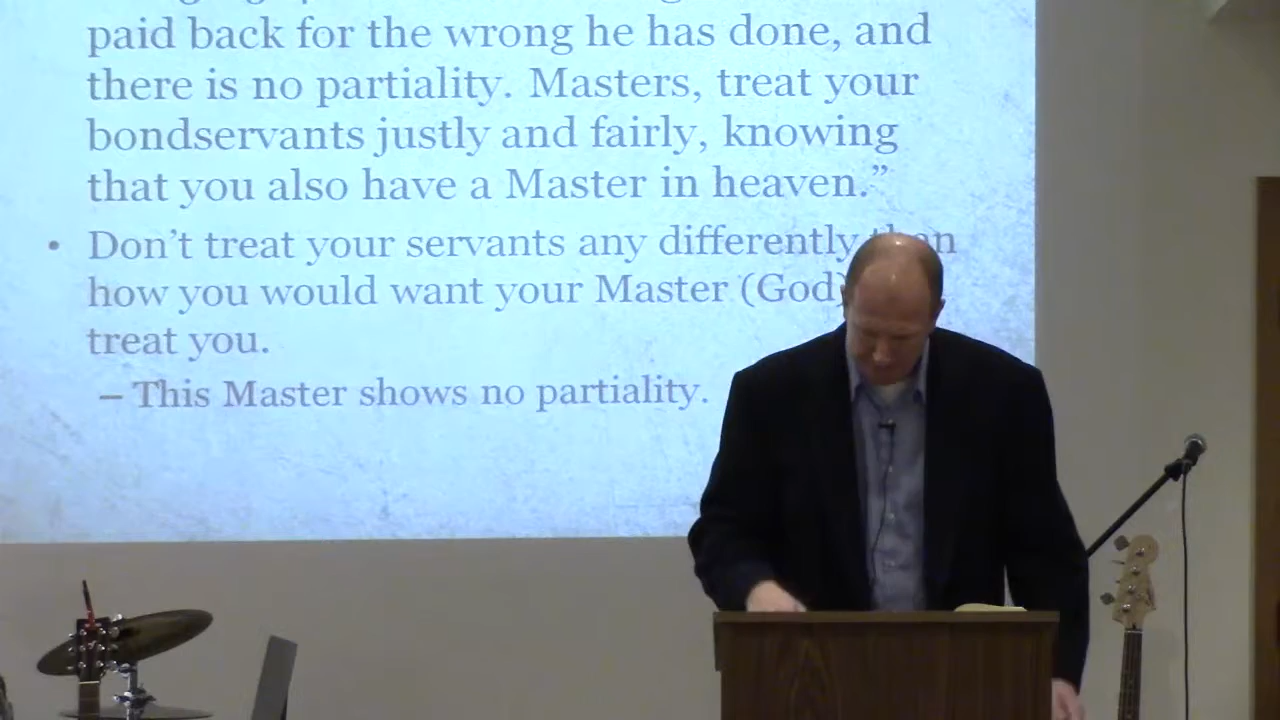 paid back for the wrong he has done, and
there is no partiality. Masters, treat your
bondservants justly and fairly, knowing
that you also have a Master in heaven.”
• Don’t treat your servants any differently than
how you would want your Master (God)
treat you.
– This Master shows no partiality.